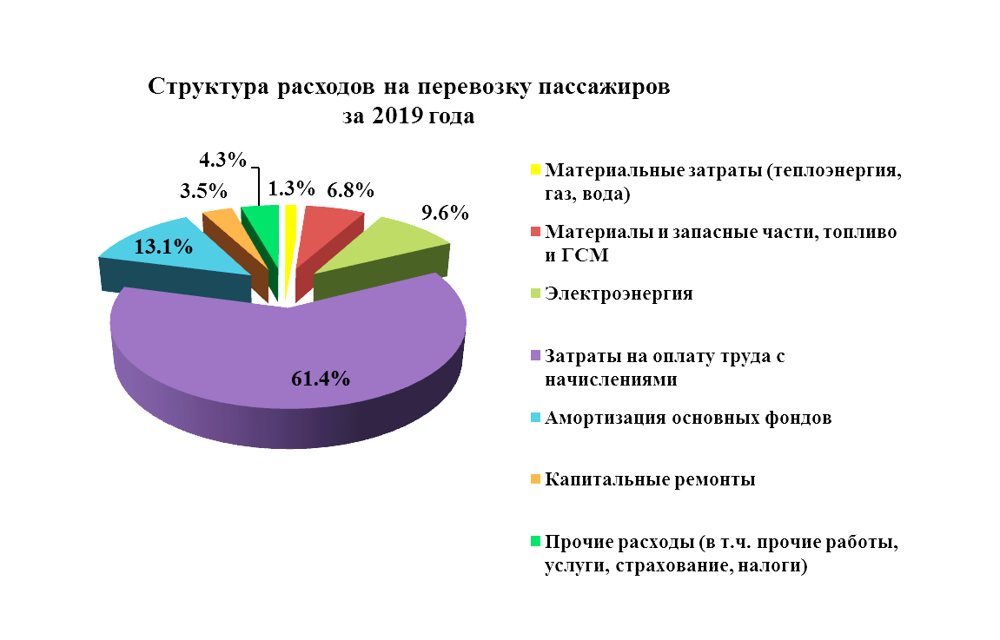 Структура расходов на перевозку пассажиров
за 2019 года
4.3%
3.5%
1.3%
6.8%
9.6%
13.1%
61.4%
Материальные затраты (теплоэнергия,
газ, вода)
Материалы и запасные части, топливо
и ГСМ
Электроэнергия
Затраты на оплату труда с
начислениями
Амортизация основных фондов
Капитальные ремонты
Прочие расходы (в т.ч. прочие работы,
услуги, страхование, налоги)